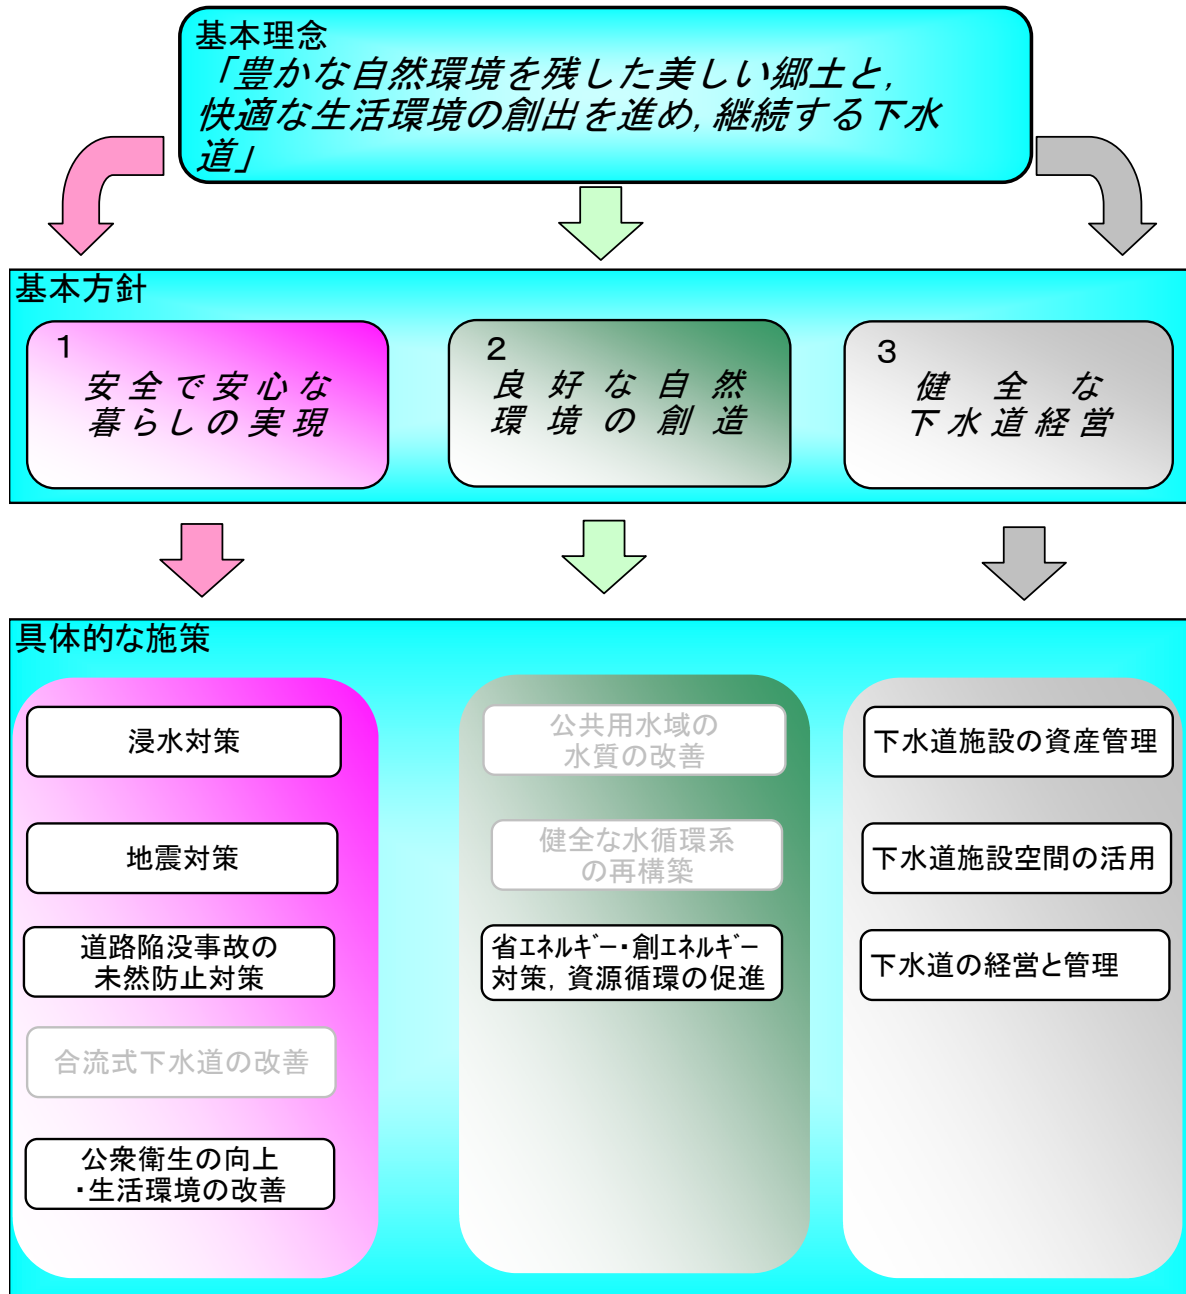 基本理念
「豊かな自然環境を残した美しい郷土と,
快適な生活環境の創出を進め,継続する下水
道」
基本方針
1
安全で安心な
暮らしの実現
2
良好な自然
環境の創造
3
健全な
下水道経営
具体的な施策
浸水対策
地震対策
道路陥没事故の
未然防止対策
合流式下水道の改善
公衆衛生の向上
・生活環境の改善
公共用水域の
水質の改善
健全な水循環系
の再構築
省エネルギー・創エネルギー
対策, 資源循環の促進
下水道施設の資産管理
下水道施設空間の活用
下水道の経営と管理